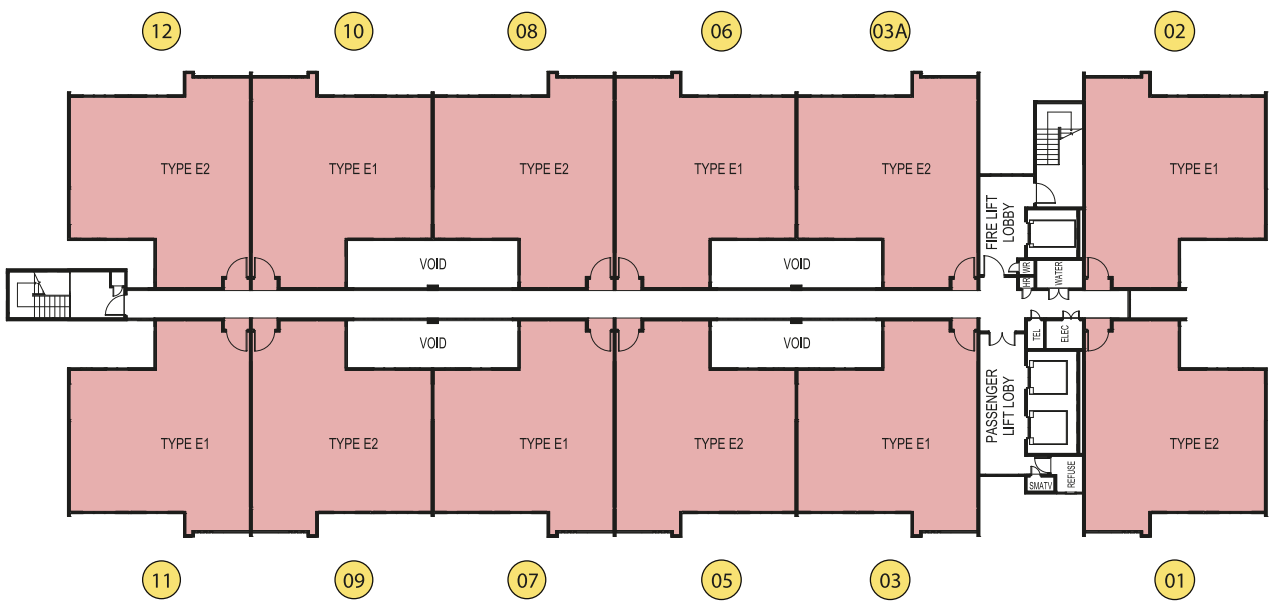 12
10
08
06
03A
02
TYPE E2
TYPE E1
TYPE E2
TYPE E1
TYPE E2
TYPE E1
FIRE LIFT
LOBBY
VOID
VOID
WR
HR
WATER
VOID
VOID
TEL
ELEC
PASSENGER
LIFT LOBY
TYPE E1
TYPE E2
TYPE E1
TYPE E2
TYPE E1
TYPE E2
SMATV
REFUSE
11
09
07
05
03
01